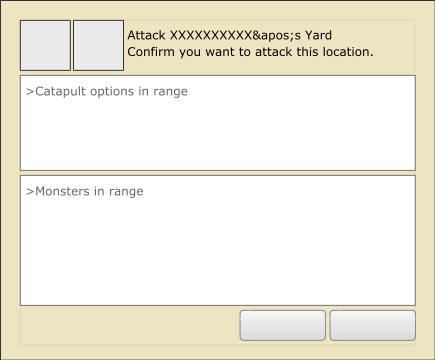 Attack XXXXXXXXXX&apos;s Yard
Confirm you want to attack this location.
>Catapult options in range
>Monsters in range